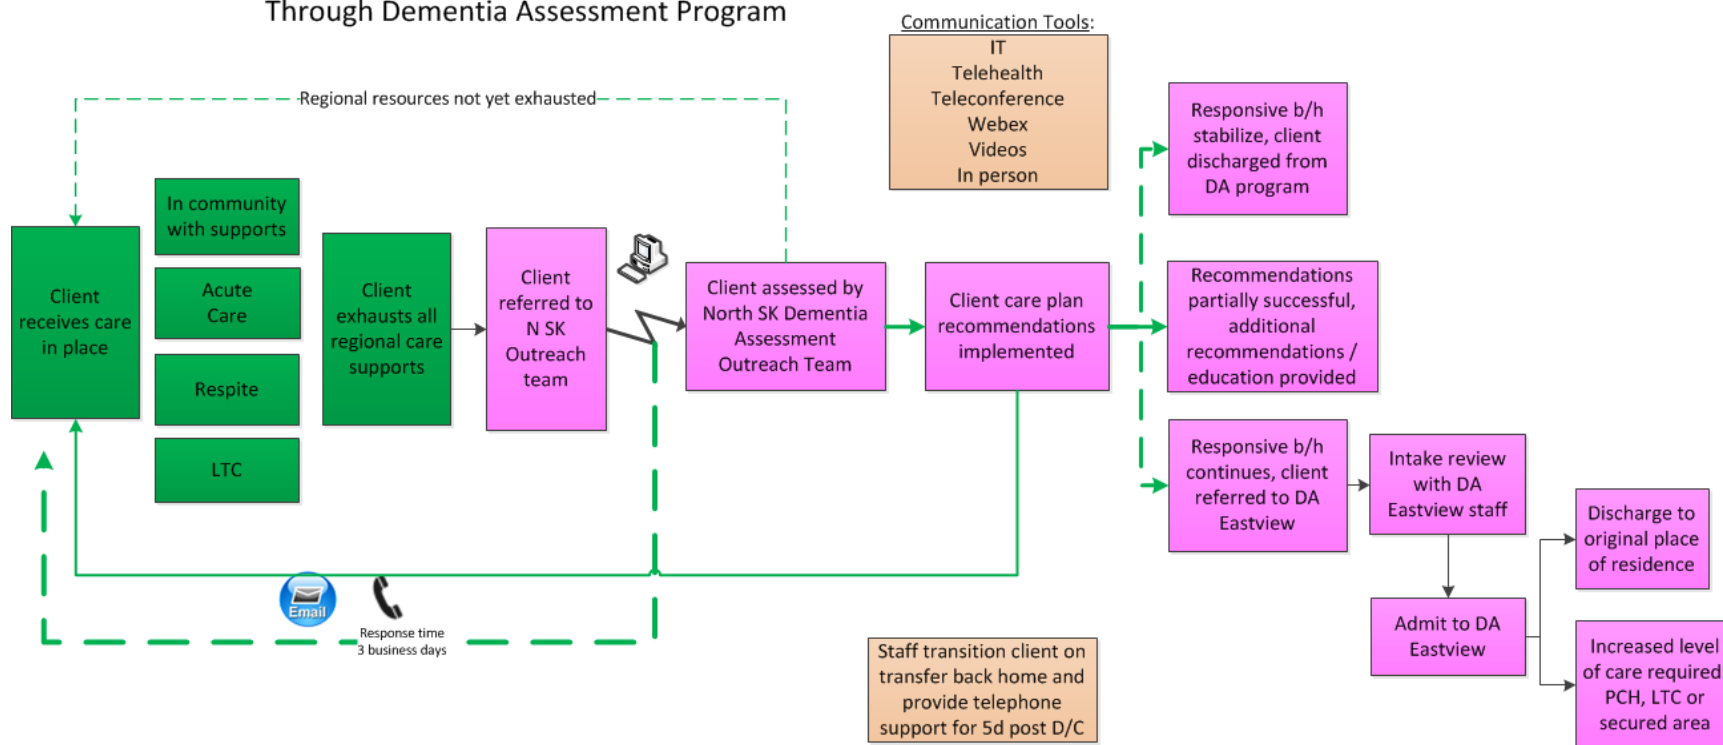 Through Dementia Assessment Program
Communication Tools:
IT
Telehealth
Teleconference
Webex
Videos
In person
Regional resources not yet exhausted
Client
receives care
in place
In community
with supports
Acute
Care
Respite
LTC
Client
exhausts all
regional care
supports
Client
referred to
N SK
Outreach
team
Client assessed by
North SK Dementia
Assessment
Outreach Team
Client care plan
recommendations
implemented
Responsive b/h
stabilize, client
discharged from
DA program
Recommendations
partially successful,
additional
recommendations /
education provided
Responsive b/h
continues, client
referred to DA
Eastview
Intake review
with DA
Eastview staff
Admit to DA
Eastview
Discharge to
original place
of residence
Increased level
of care required
PCH, LTC or
secured area
Email
Response time
3 business days
Staff transition client on
transfer back home and
provide telephone
support for 5d post D/C